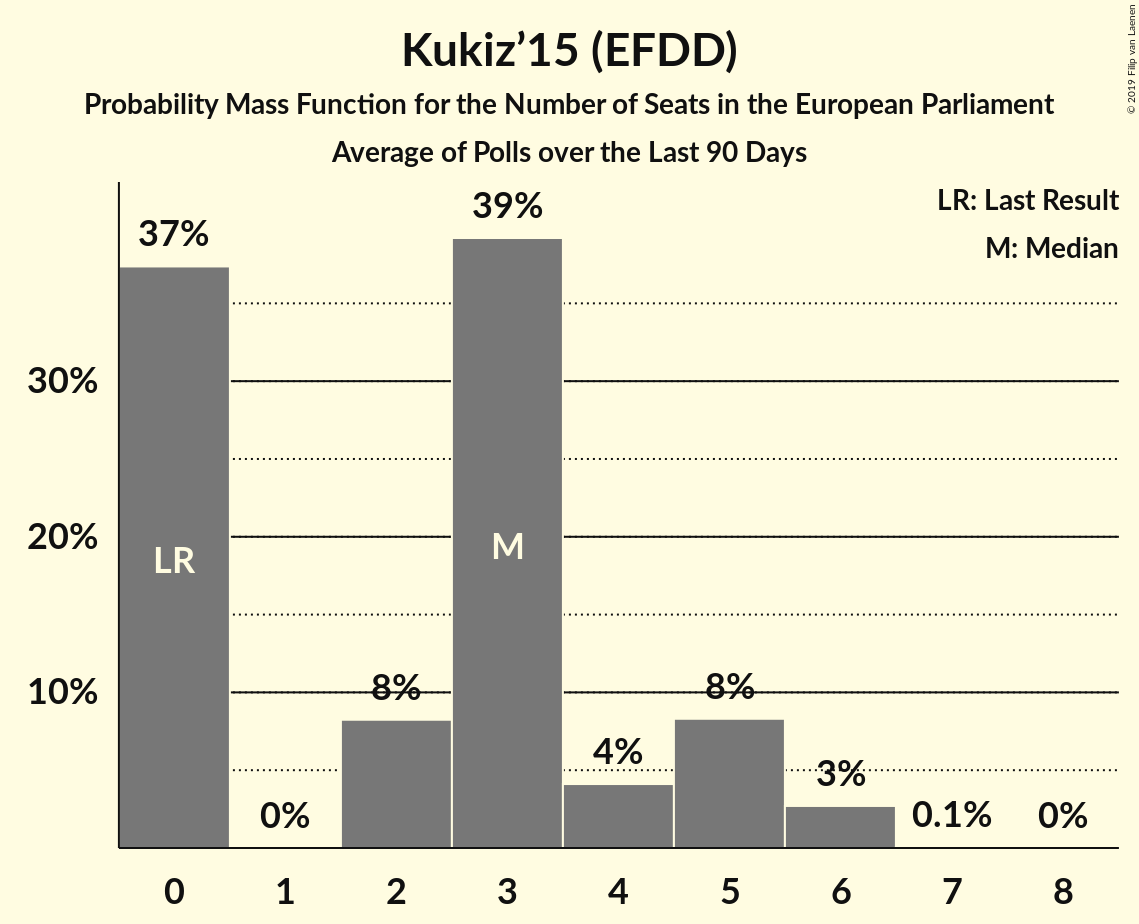 Kukiz’15 (EFDD)
Probability Mass Function for the Number of Seats in the European Parliament
Average of Polls over the Last 90 Days
© 2019 Filip van Laenen
LR: Last Result
M: Median
37%
0%
8%
39%
4%
8%
3%
0.1%
0%
LR
M
30%
20%
10%
0 1 2 3 4 5 6 7 8